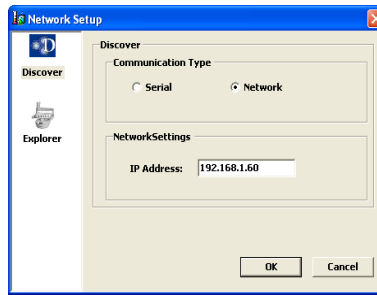 Network Setup
D
Discover
Explorer
Discover
Communication Type
Serial
Network
NetworkSettings
IP Address: 192.168.1.60
OK
Cancel